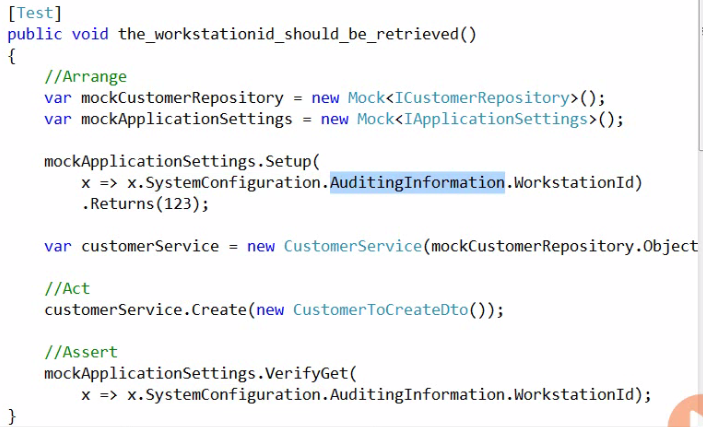 [Test]
public void the_workstationid_should_be_retrieved()
{
//Arrange
var mockCustomerRepository = new Mock<ICustomerRepository>();
var mockApplicationSettings = new Mock<IApplicationSettings>();
mockApplicationSettings.Setup(
x => x.SystemConfiguration.AuditingInformation.WorkstationId)
.Returns(123);
var customerService = new CustomerService(mockCustomerRepository.Object
//Act
customerService.Create(new CustomerToCreateDto());
//Assert
mockApplicationSettings.VerifyGet(
x => x.SystemConfiguration.AuditingInformation.WorkstationId);
}